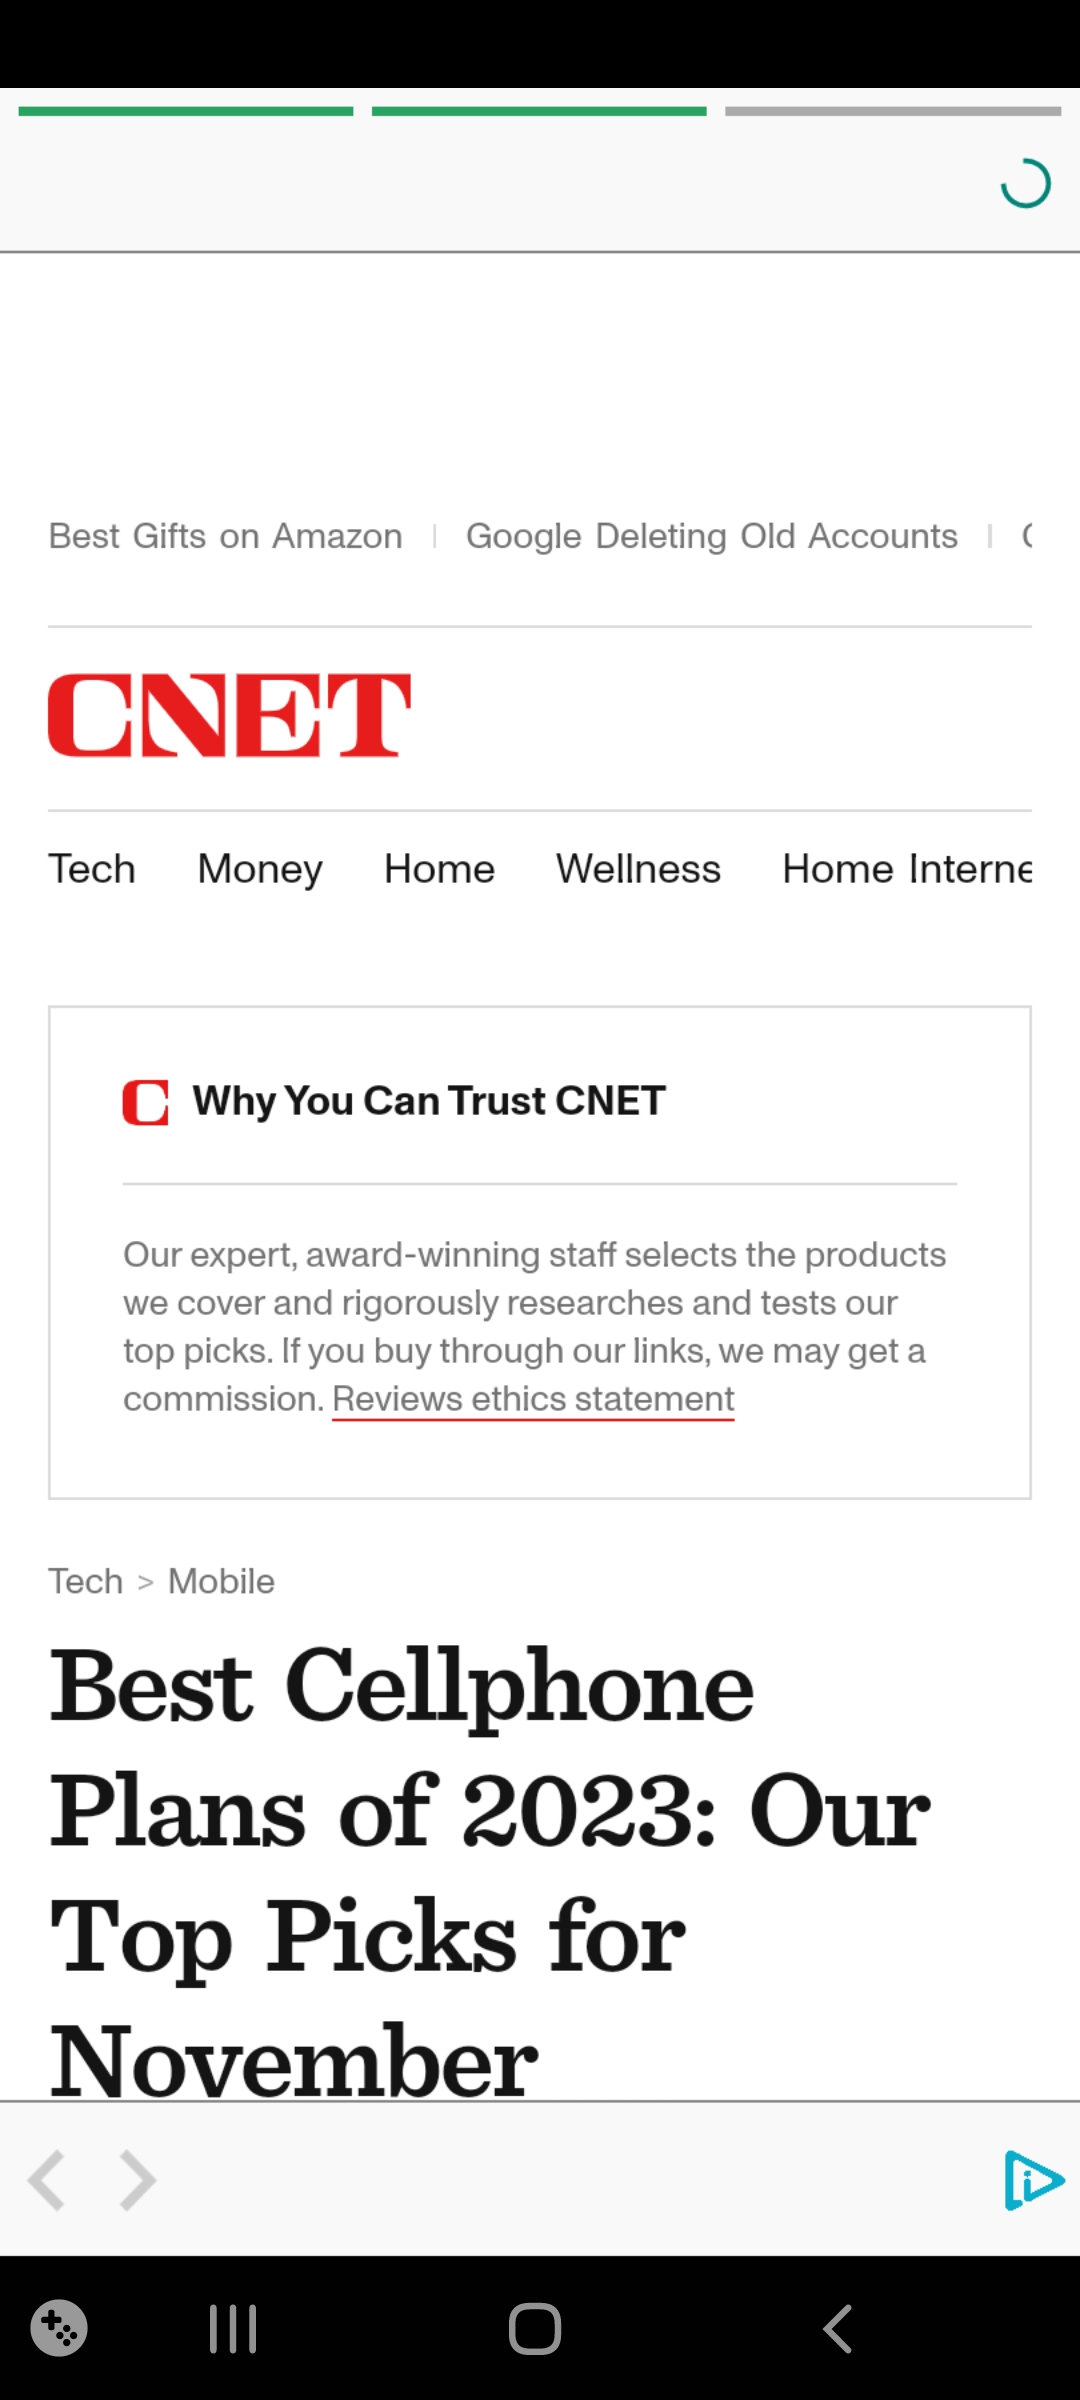 Best Gifts on Amazon | Google Deleting Old Accounts |
CNET
Tech Money Home Wellness Home Interne
Why You Can Trust CNET
Our expert, award-winning staff selects the products
we cover and rigorously researches and tests our
top picks. If you buy through our links, we may get a
commission. Reviews ethics statement
Tech > Mobile
Best Cellphone
Plans of 2023: Our
Top Picks for
November